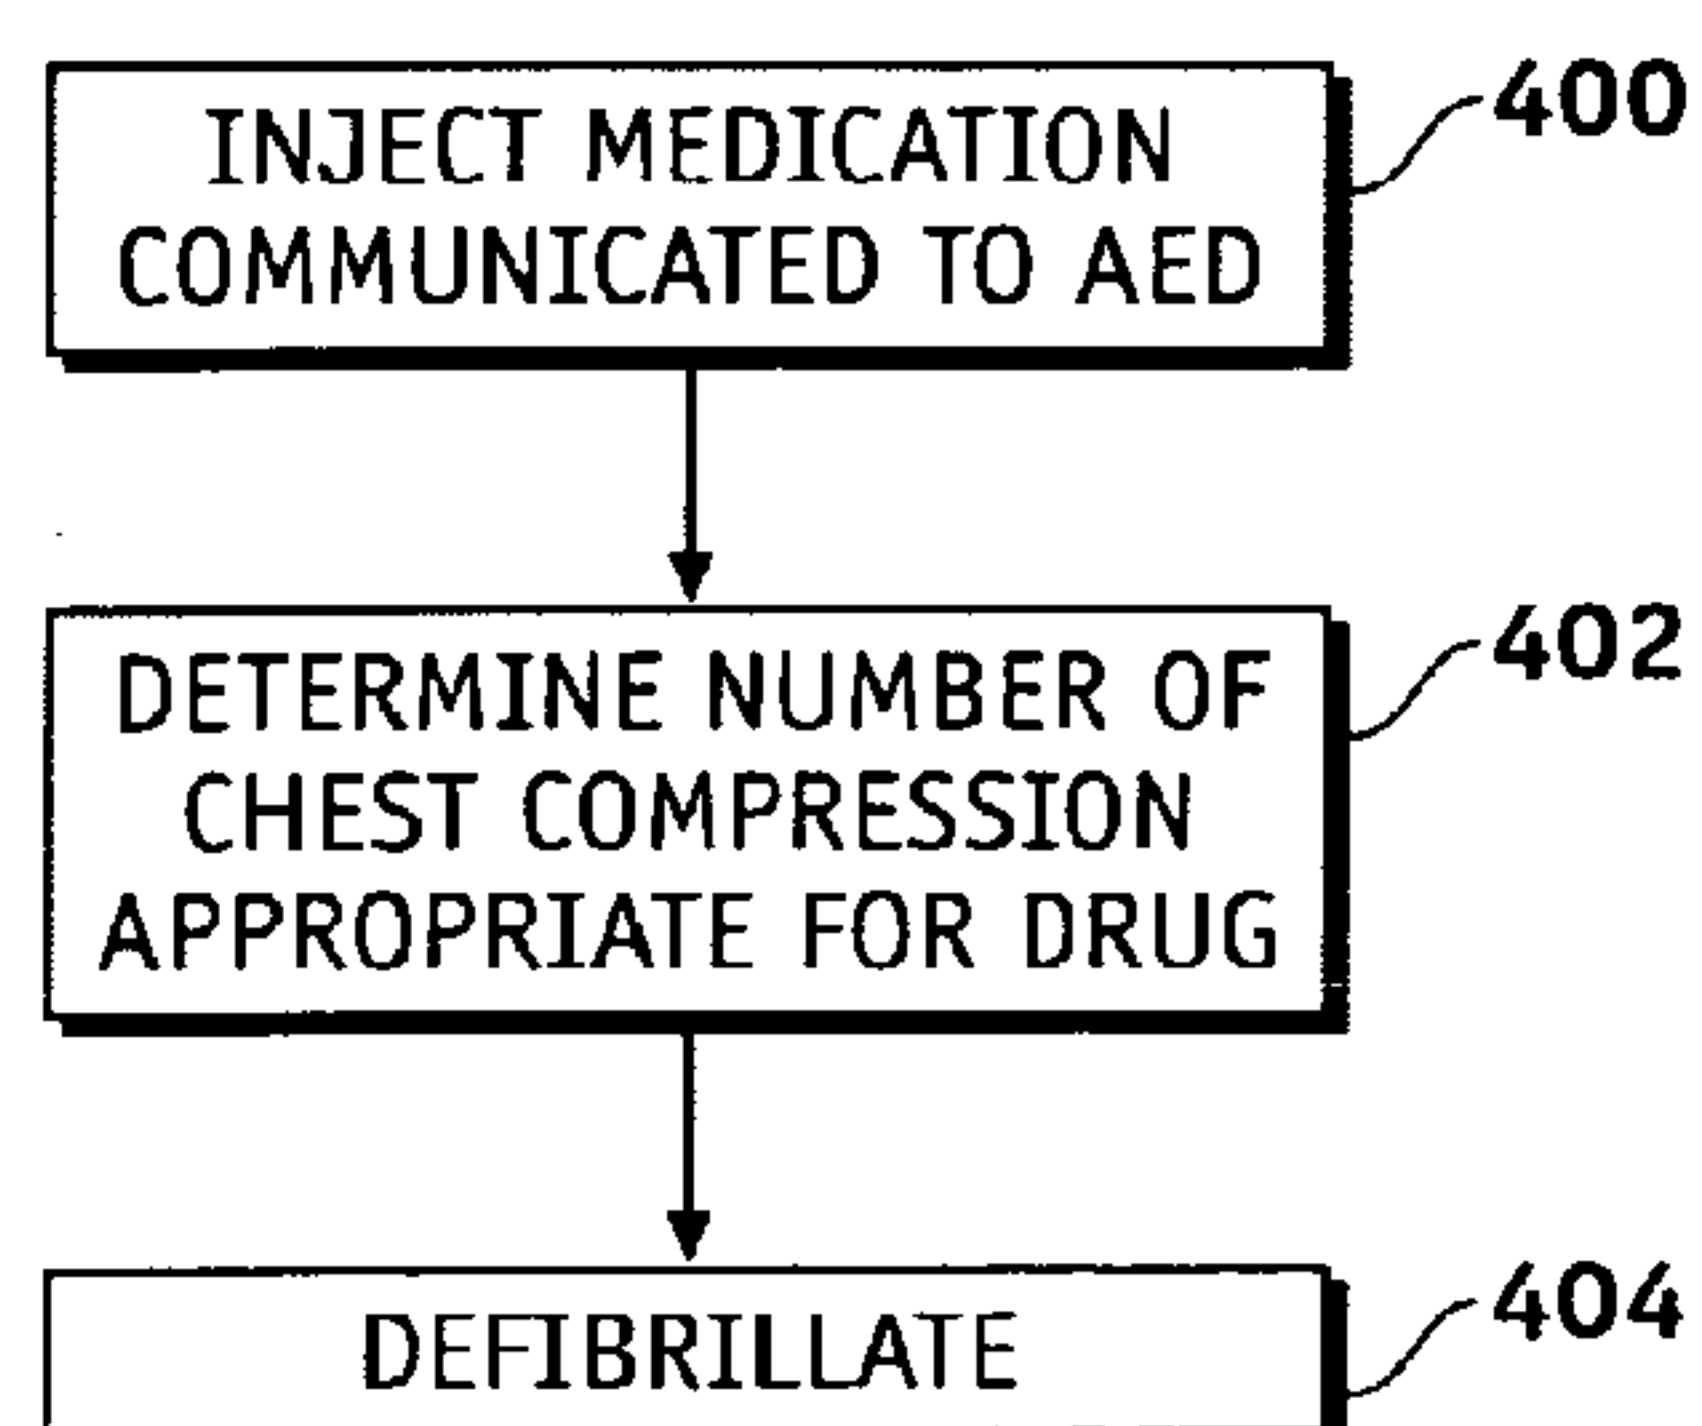 INJECT MEDICATION 400
COMMUNICATED TO AED
DETERMINE NUMBER OF 402
CHEST COMPRESSION
APPROPRIATE FOR DRUG
DEFIBRILLATE 404